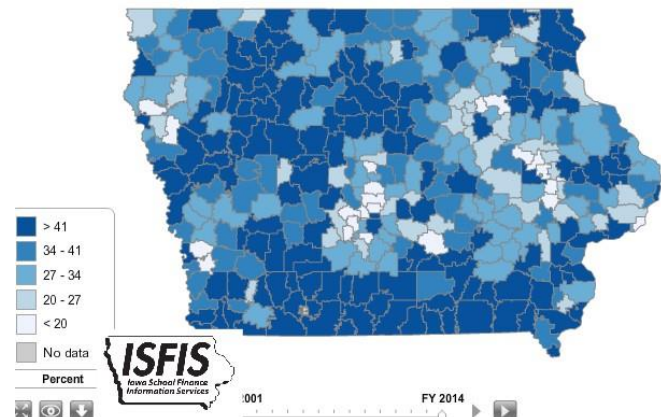 > 41
34 - 41
27 - 34
20 - 27
< 20
No data
Percent
ISFIS
Iowa School Finance
Information Services
2001
FY 2014